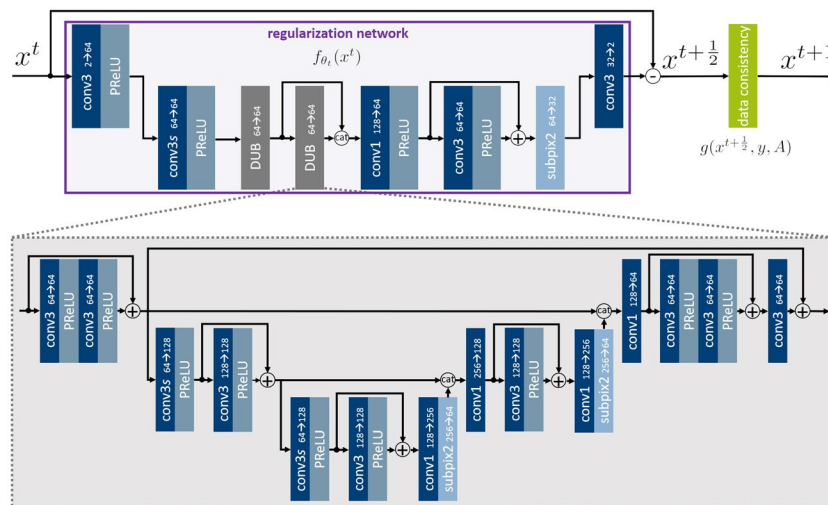 regularization network
f_{θ_t}(x^t)
x^t
conv3 2→64
PReLU
conv3s 64→64
PReLU
DUB 64→64
DUB 64→64
cat
conv1 128→64
PReLU
conv3 64→64
PReLU
+
subpix2 64→32
conv3 32→2
-
x^{t+\frac{1}{2}}
data consistency
g(x^{t+\frac{1}{2}}, y, A)
x^{t+1}
conv3 64→64
PReLU
conv3 64→64
PReLU
+
conv3s 64→128
PReLU
conv3 128→128
PReLU
+
conv3s 64→128
PReLU
conv3 128→128
PReLU
+
conv1 128→256
subpix2 256→64
cat
conv1 256→128
PReLU
conv3 128→128
PReLU
+
conv1 128→256
subpix2 256→64
cat
conv1 128→64
conv3 64→64
PReLU
conv3 64→64
PReLU
+
conv3 64→64
+